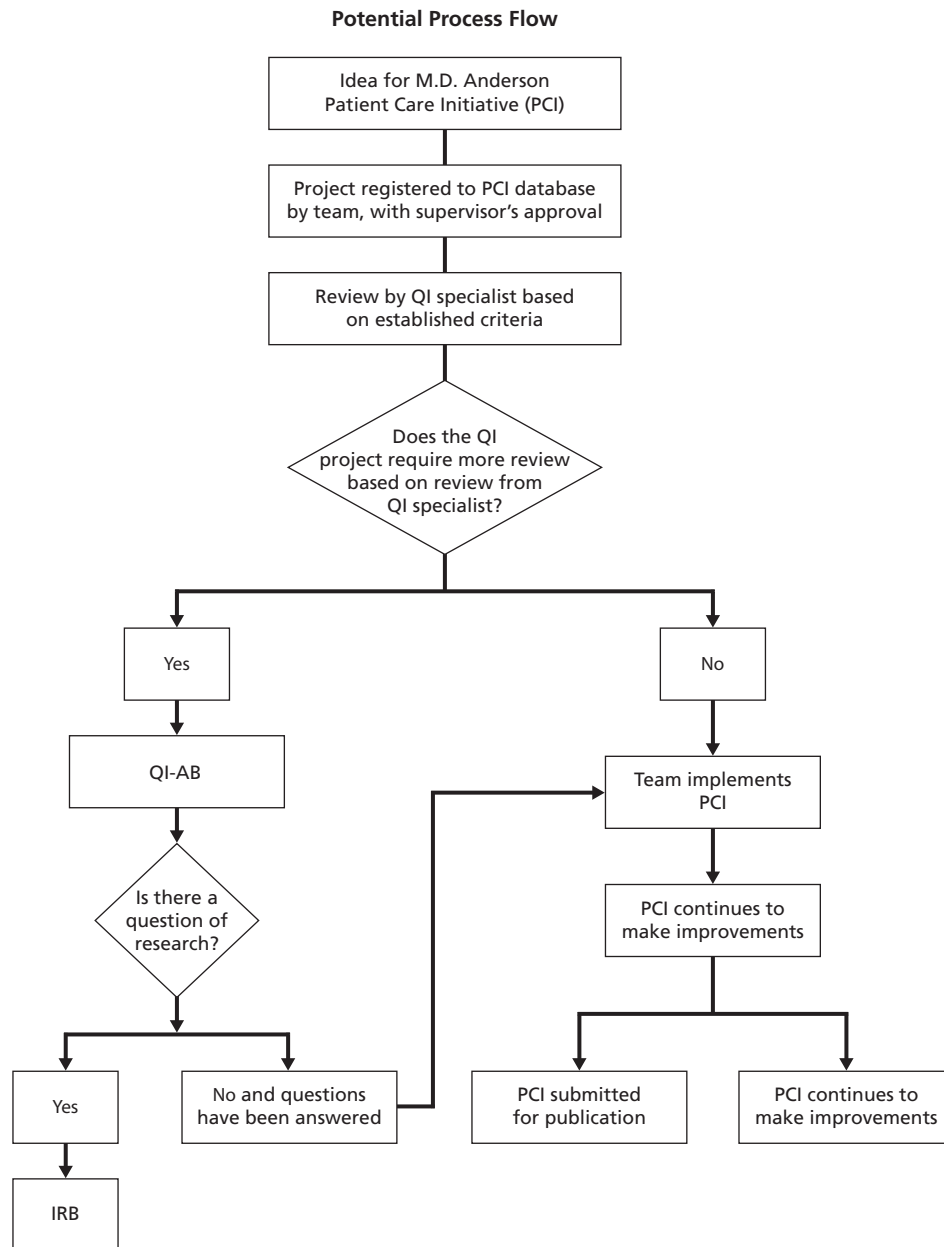 Potential Process Flow
Idea for M.D. Anderson
Patient Care Initiative (PCI)
Project registered to PCI database
by team, with supervisor's approval
Review by QI specialist based
on established criteria
Does the QI
project require more review
based on review from
QI specialist?
Yes
No
QI-AB
Team implements
PCI
Is there a
question of
research?
PCI continues to
make improvements
Yes
No and questions
have been answered
PCI submitted
for publication
PCI continues to
make improvements
IRB